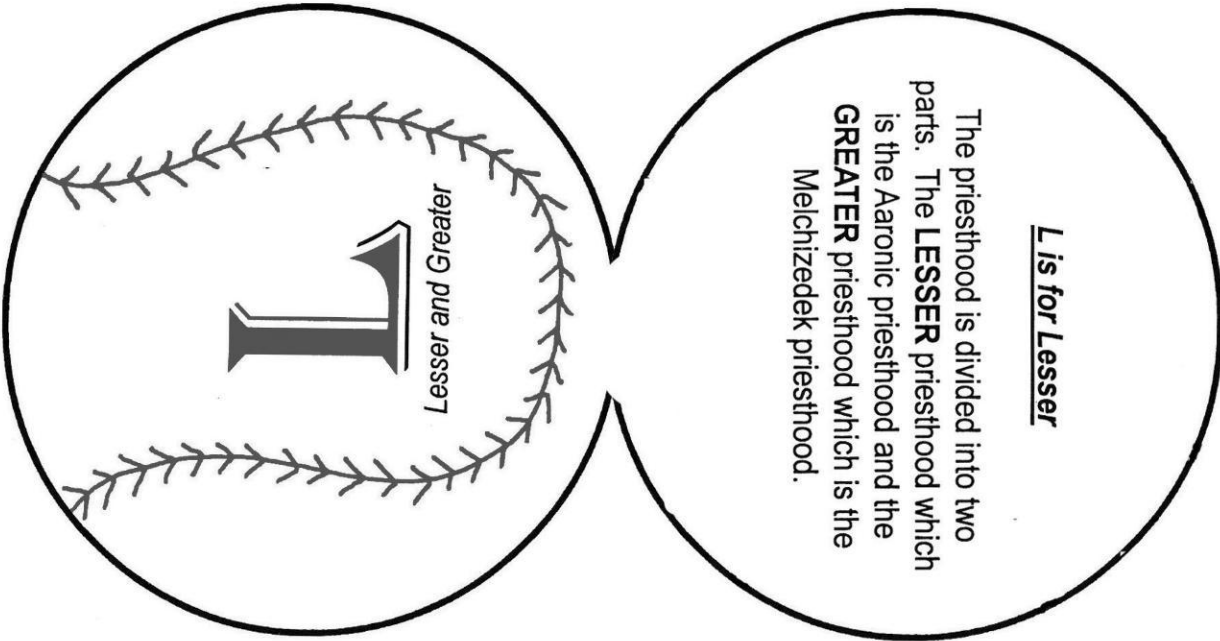 L is for Lesser
The priesthood is divided into two
parts. The LESSER priesthood which
is the Aaronic priesthood and the
GREATER priesthood which is the
Melchizedek priesthood.
Lesser and Greater
L